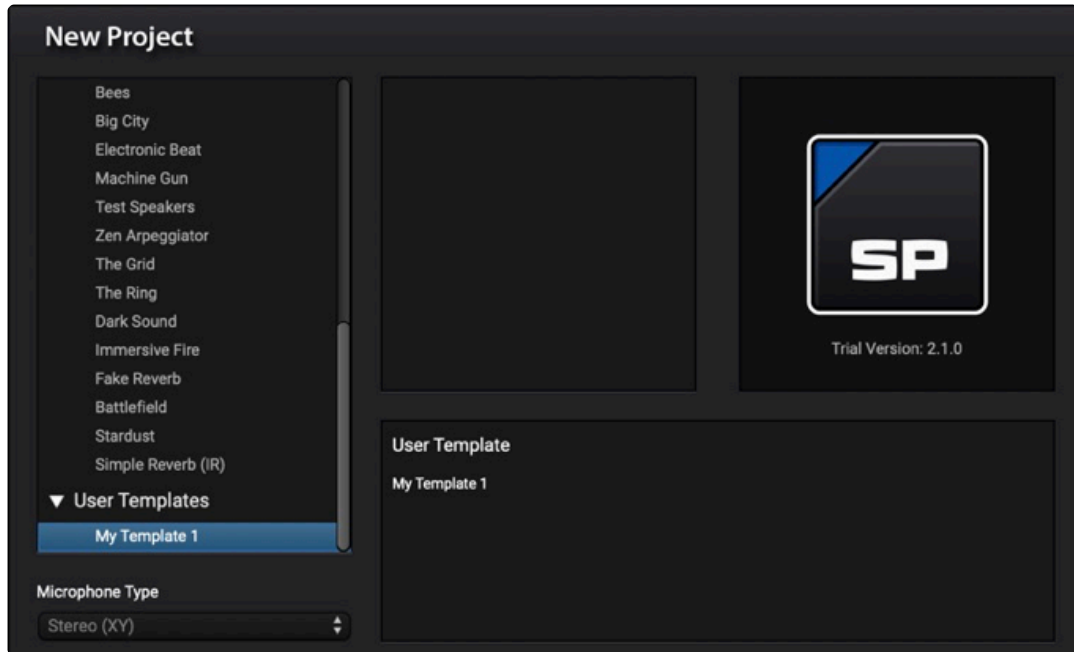 New Project
Bees
Big City
Electronic Beat
Machine Gun
Test Speakers
Zen Arpeggiator
The Grid
The Ring
Dark Sound
Immersive Fire
Fake Reverb
Battlefield
Stardust
Simple Reverb (IR)
▼ User Templates
My Template 1
Microphone Type
Stereo (XY)
SP
Trial Version: 2.1.0
User Template
My Template 1